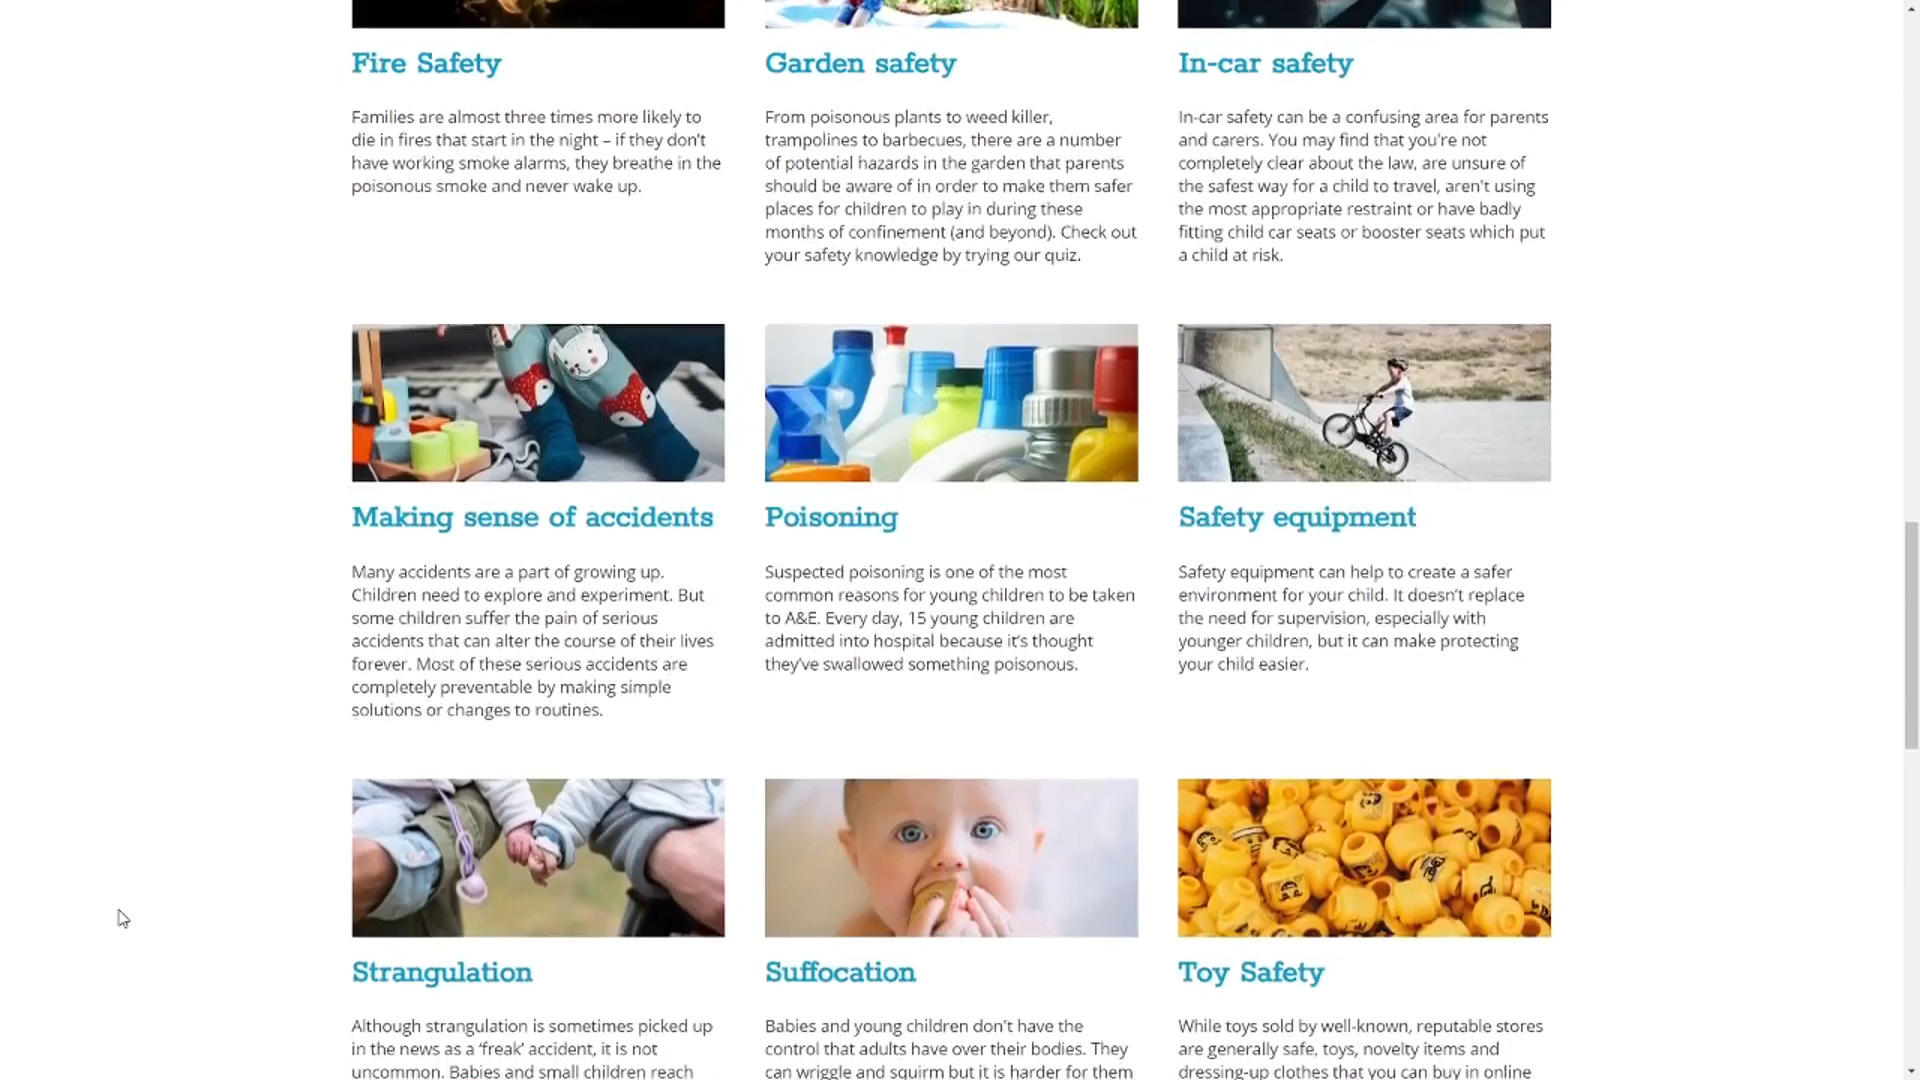 Fire Safety
Families are almost three times more likely to
die in fires that start in the night – if they don't
have working smoke alarms, they breathe in the
poisonous smoke and never wake up.
Garden safety
From poisonous plants to weed killer,
trampolines to barbecues, there are a number
of potential hazards in the garden that parents
should be aware of in order to make them safer
places for children to play in during these
months of confinement (and beyond). Check out
your safety knowledge by trying our quiz.
In-car safety
In-car safety can be a confusing area for parents
and carers. You may find that you're not
completely clear about the law, are unsure of
the safest way for a child to travel, aren't using
the most appropriate restraint or have badly
fitting child car seats or booster seats which put
a child at risk.
Making sense of accidents
Many accidents are a part of growing up.
Children need to explore and experiment. But
some children suffer the pain of serious
accidents that can alter the course of their lives
forever. Most of these serious accidents are
completely preventable by making simple
solutions or changes to routines.
Poisoning
Suspected poisoning is one of the most
common reasons for young children to be taken
to A&E. Every day, 15 young children are
admitted into hospital because it's thought
they've swallowed something poisonous.
Safety equipment
Safety equipment can help to create a safer
environment for your child. It doesn't replace
the need for supervision, especially with
younger children, but it can make protecting
your child easier.
Strangulation
Although strangulation is sometimes picked up
in the news as a ‘freak’ accident, it is not
uncommon. Babies and small children reach
Suffocation
Babies and young children don't have the
control that adults have over their bodies. They
can wriggle and squirm but it is harder for them
Toy Safety
While toys sold by well-known, reputable stores
are generally safe, toys, novelty items and
dressing-up clothes that you can buy in online